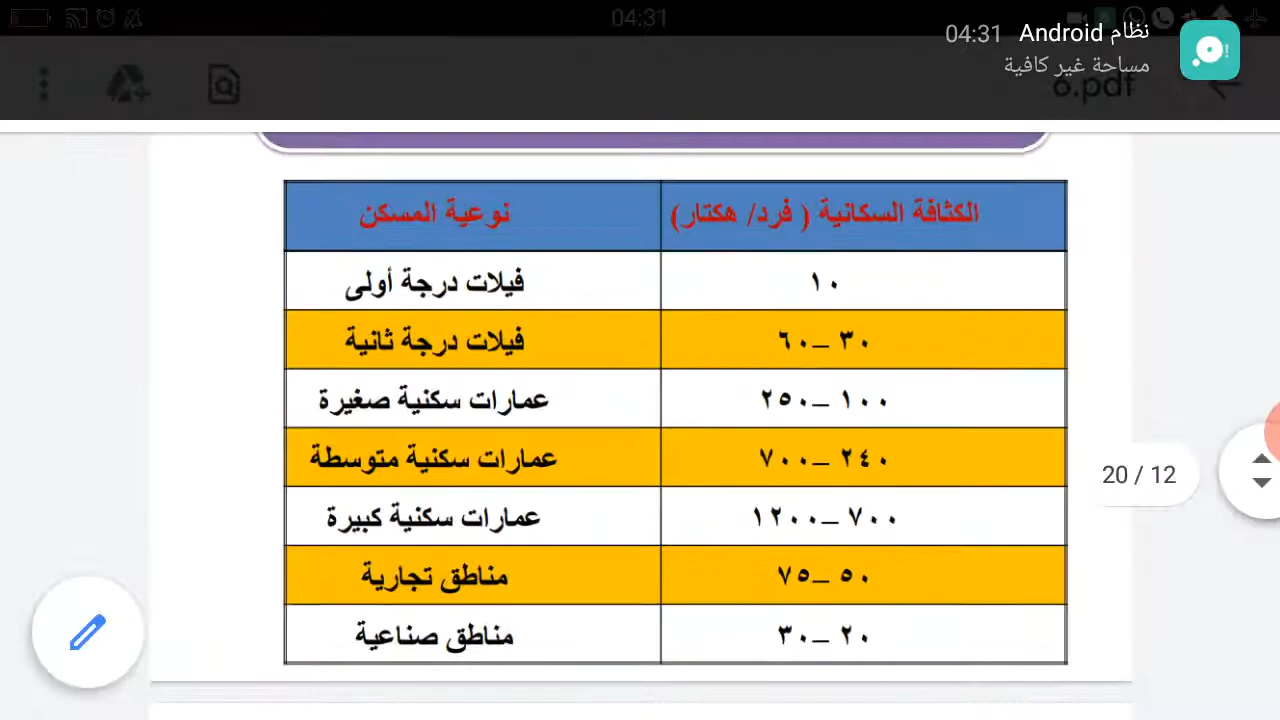 04:31
نظام Android 04:31
مساحة غير كافية
6.pdf
الكثافة السكانية ( فرد/ هكتار) نوعية المسكن
١٠ فيلات درجة أولى
٣٠ –٦٠ فيلات درجة ثانية
١٠٠ –٢٥٠ عمارات سكنية صغيرة
٢٤٠ –٧٠٠ عمارات سكنية متوسطة
٧٠٠ –١٢٠٠ عمارات سكنية كبيرة
٥٠ –٧٥ مناطق تجارية
٢٠ –٣٠ مناطق صناعية
20 / 12